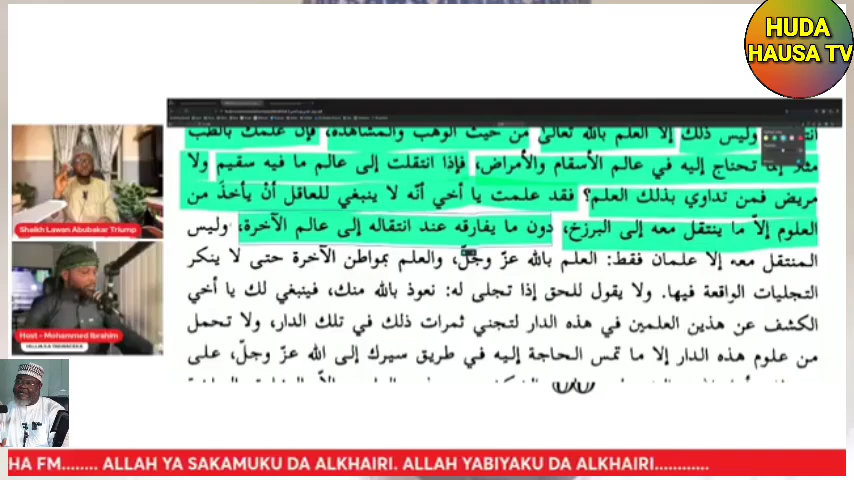 HUDA
HAUSA TV
وليس ذلك إلا العلم بالله تعالى من حيث الوهب والمشاهدة، فإن علمك بالطب
مثلاً إنما تحتاج إليه في عالم الأسقام والأمراض، فإذا انتقلت إلى عالم ما فيه سقيم ولا
مريض فمن تداوي بذلك العلم؟ فقد علمت يا أخي أنّه لا ينبغي للعاقل أنْ يأخذَ من
العلوم إلاّ ما ينتقل معه إلى البرزخ، دون ما يفارقه عند انتقاله إلى عالم الآخرة، وليس
المنتقل معه إلا علمان فقط: العلم بالله عزّ وجلّ، والعلم بمواطن الآخرة حتى لا ينكر
التجليات الواقعة فيها. ولا يقول للحق إذا تجلى له: نعوذ بالله منك، فينبغي لك يا أخي
الكشف عن هذين العلمين في هذه الدار لتجني ثمرات ذلك في تلك الدار، ولا تحمل
من علوم هذه الدار إلا ما تمس الحاجة إليه في طريق سيرك إلى الله عزّ وجلّ، على
Shaikh Lawan Abubakar Triump
Host - Mohammed Ibrahim
HA FM........ ALLAH YA SAKAMUKU DA ALKHAIRI. ALLAH YABIYAKU DA ALKHAIRI............